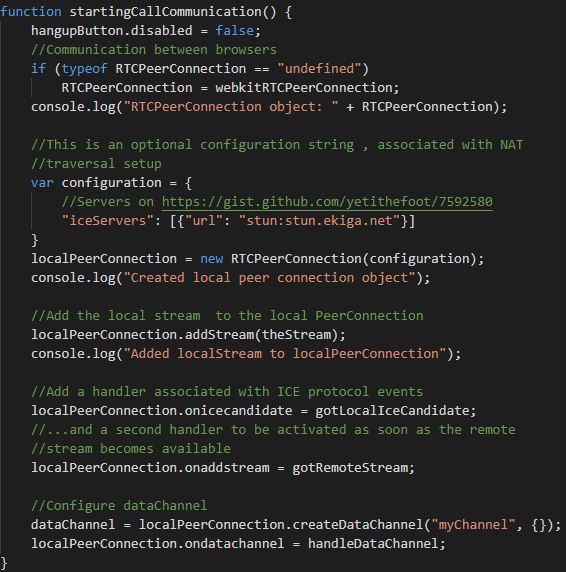 function startingCallCommunication() {
hangupButton.disabled = false;
//Communication between browsers
if (typeof RTCPeerConnection == "undefined")
RTCPeerConnection = webkitRTCPeerConnection;
console.log("RTCPeerConnection object: " + RTCPeerConnection);
//This is an optional configuration string , associated with NAT
//traversal setup
var configuration = {
//Servers on https://gist.github.com/yetithefoot/7592580
"iceServers": [{"url": "stun:stun.ekiga.net"}]
}
localPeerConnection = new RTCPeerConnection(configuration);
console.log("Created local peer connection object");
//Add the local stream  to the local PeerConnection
localPeerConnection.addStream(theStream);
console.log("Added localStream to localPeerConnection");
//Add a handler associated with ICE protocol events
localPeerConnection.onicecandidate = gotLocalIceCandidate;
//...and a second handler to be activated as soon as the remote
//stream becomes available
localPeerConnection.onaddstream = gotRemoteStream;
//Configure dataChannel
dataChannel = localPeerConnection.createDataChannel("myChannel", {});
localPeerConnection.ondatachannel = handleDataChannel;
}